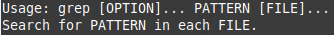 Usage: grep [OPTION]... PATTERN [FILE]...
Search for PATTERN in each FILE.